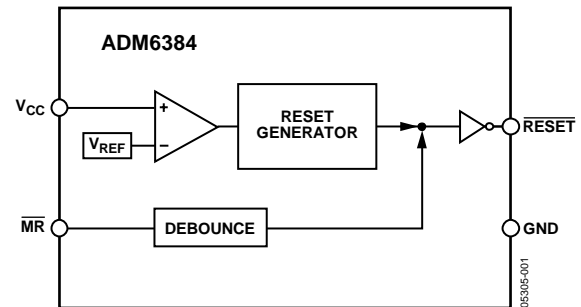 ADM6384
VCC
+
−
VREF
RESET
GENERATOR
RESET
MR
DEBOUNCE
GND
05305-001